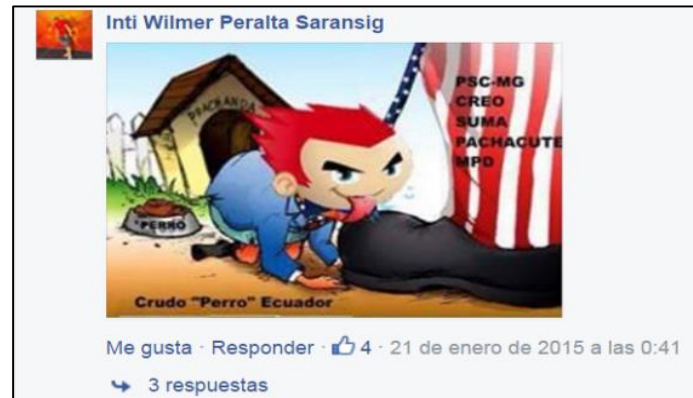 Inti Wilmer Peralta Saransig
PSC-MG
CREO
SUMA
PACHACUTE
MPD
"PERRO
Crudo "Perro" Ecuador
Me gusta · Responder · 4 · 21 de enero de 2015 a las 0:41
3 respuestas